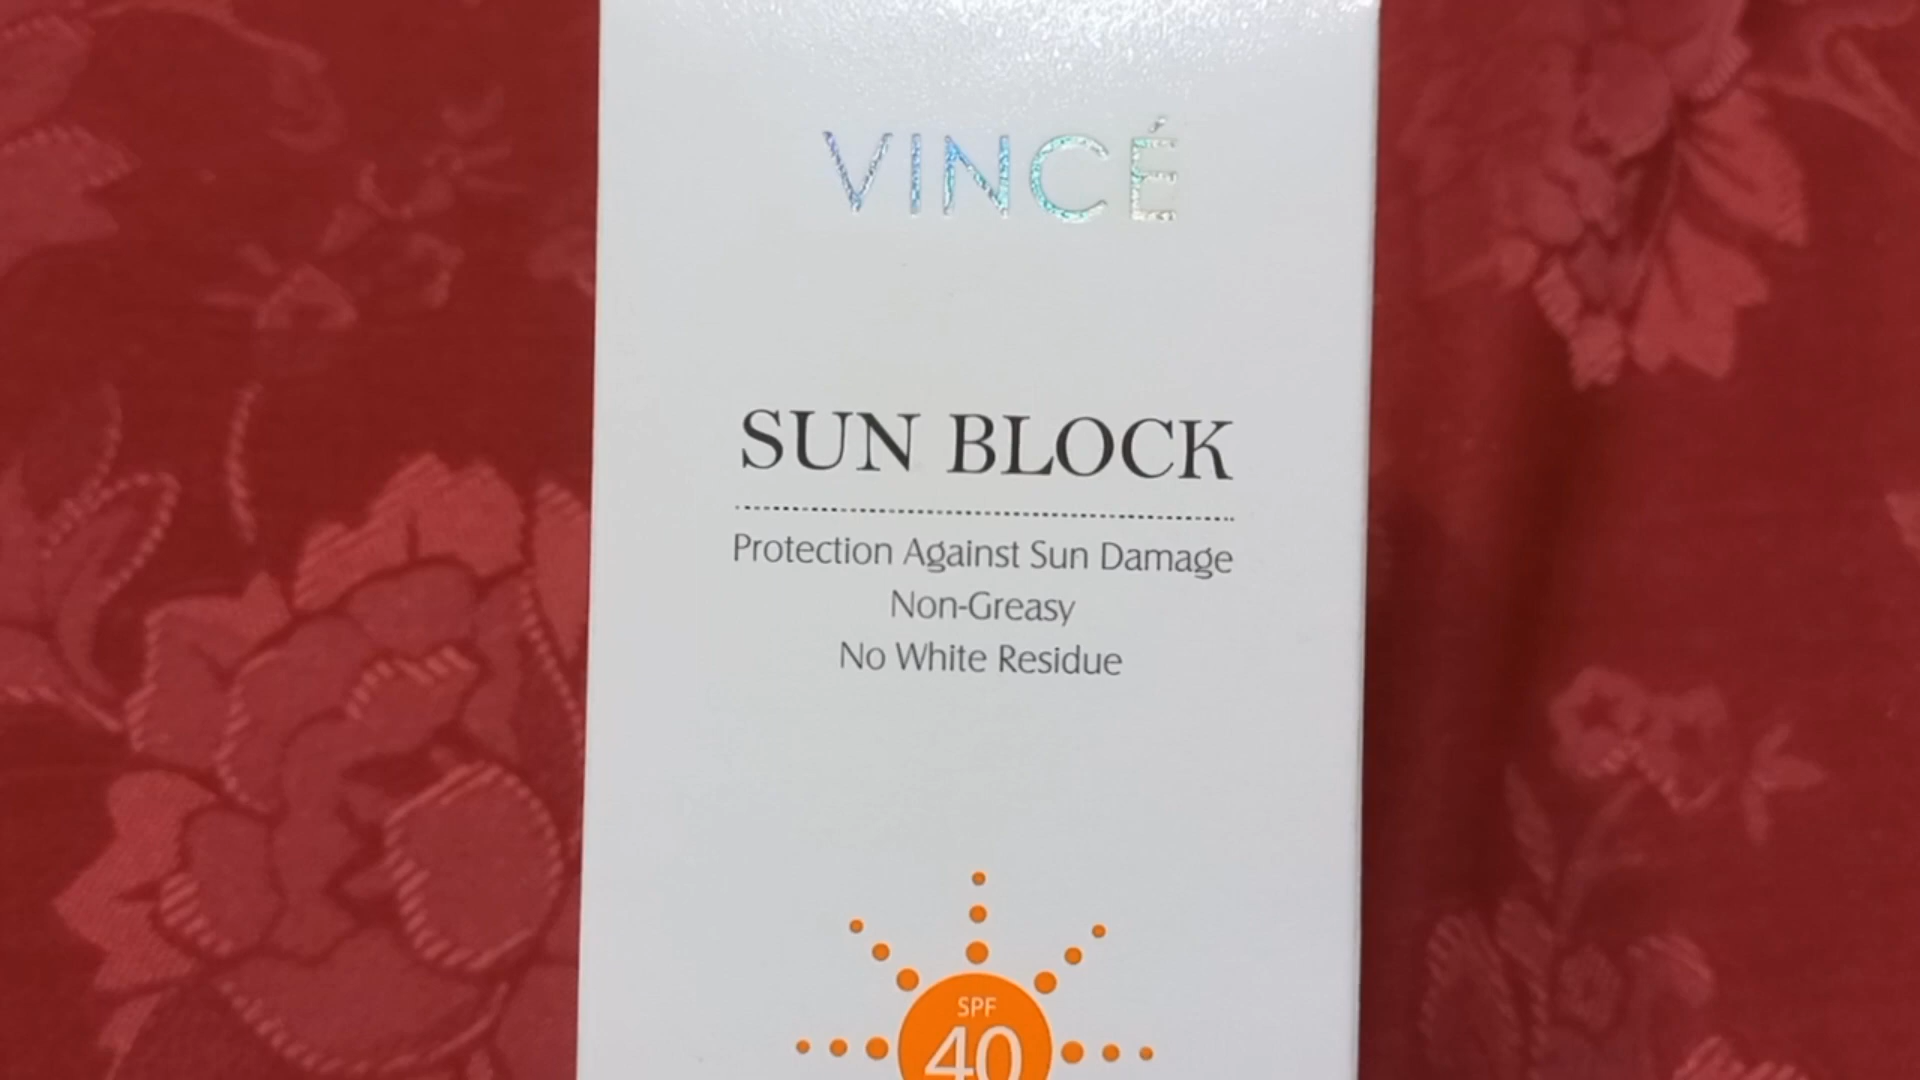 VINCÉ
SUN BLOCK
Protection Against Sun Damage
Non-Greasy
No White Residue
SPF
40